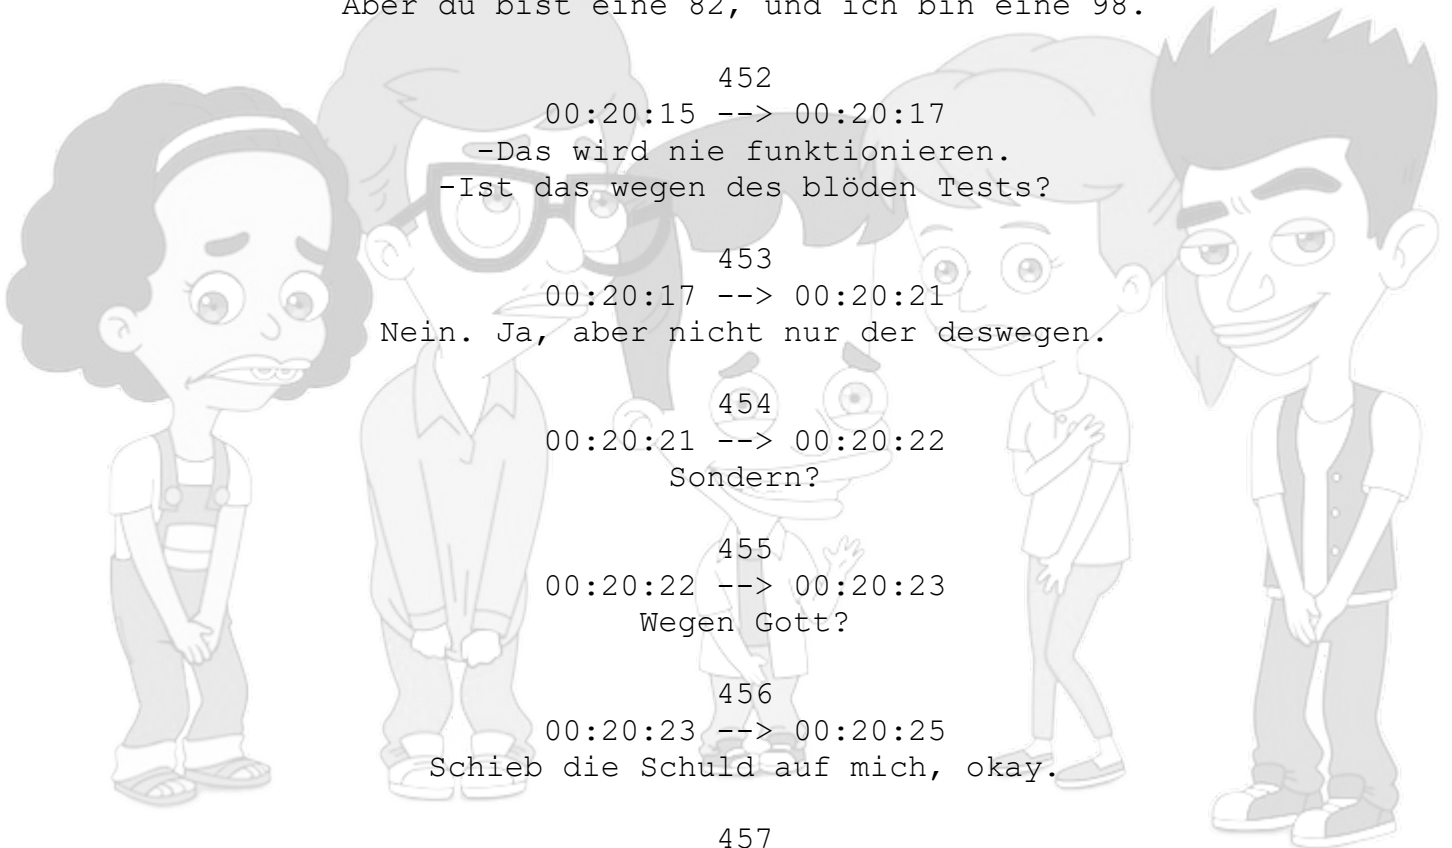 Aber du bist eine 82, und ich bin eine 98.
452
00:20:15 --> 00:20:17
-Das wird nie funktionieren.
-Ist das wegen des blöden Tests?
453
00:20:17 --> 00:20:21
Nein. Ja, aber nicht nur der deswegen.
454
00:20:21 --> 00:20:22
Sondern?
455
00:20:22 --> 00:20:23
Wegen Gott?
456
00:20:23 --> 00:20:25
Schieb die Schuld auf mich, okay.
457